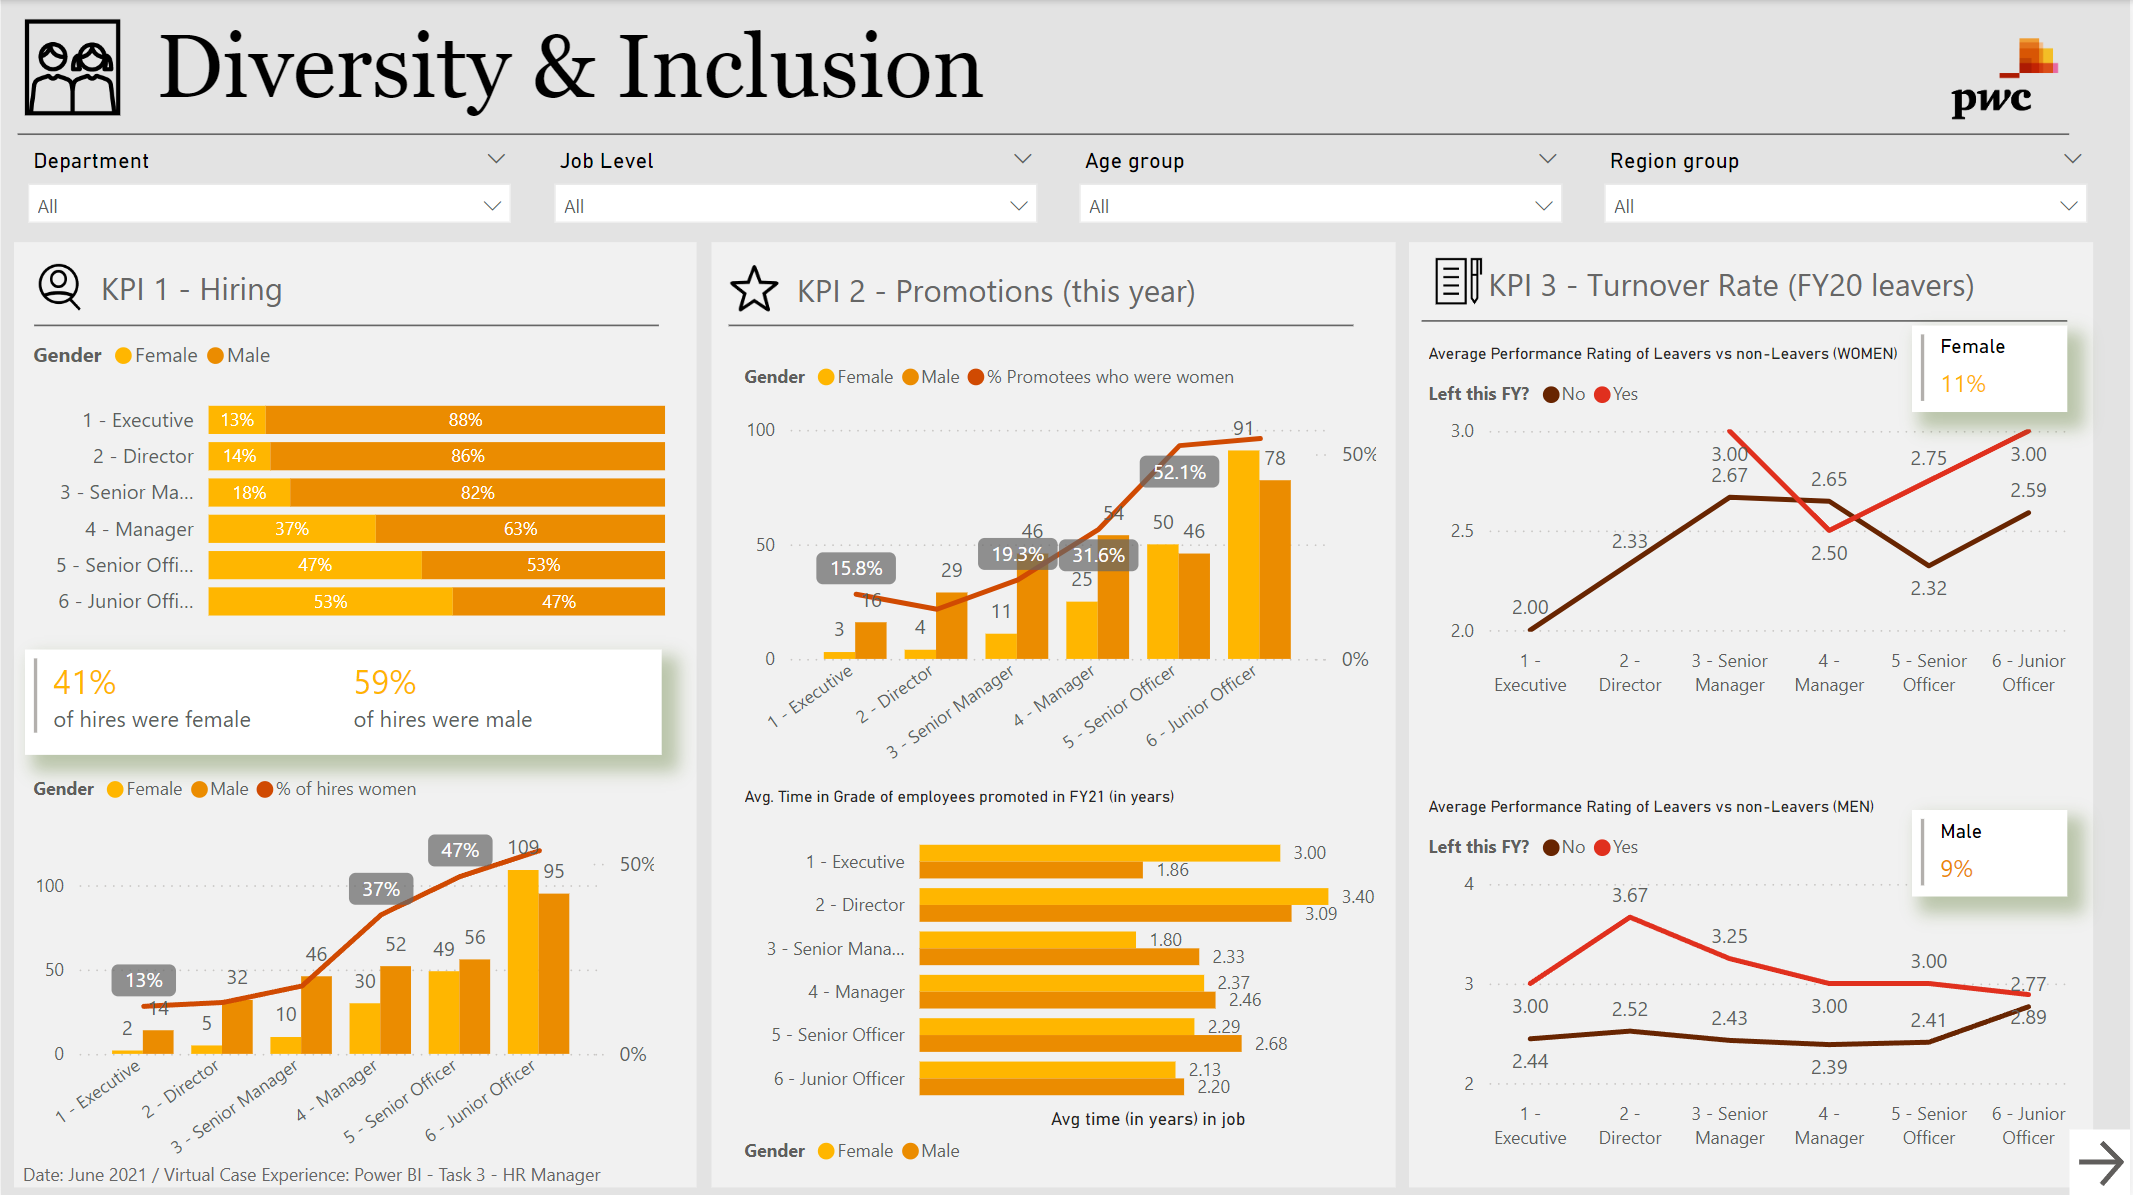 Diversity & Inclusion
pwc
Department
Job Level
Age group
Region group
All
All
All
All
KPI 1 - Hiring
Gender Female Male
1 - Executive 13% 88%
2 - Director 14% 86%
3 - Senior Ma... 18% 82%
4 - Manager 37% 63%
5 - Senior Offi... 47% 53%
6 - Junior Offi... 53% 47%
41% 59%
of hires were female of hires were male
Gender Female Male % of hires women
100
50
0
50%
0%
13%
37%
47%
2 14
5 32
10 46
30 52
49 56
109 95
1 - Executive
2 - Director
3 - Senior Manager
4 - Manager
5 - Senior Officer
6 - Junior Officer
Date: June 2021 / Virtual Case Experience: Power BI - Task 3 - HR Manager
KPI 2 - Promotions (this year)
Gender Female Male % Promotees who were women
100
50
0
50%
0%
15.8%
19.3%
31.6%
52.1%
3 16
4 29
11 46
25 54
50 46
91 78
1 - Executive
2 - Director
3 - Senior Manager
4 - Manager
5 - Senior Officer
6 - Junior Officer
Avg. Time in Grade of employees promoted in FY21 (in years)
1 - Executive 3.00
1.86
2 - Director 3.40
3.09
3 - Senior Mana... 1.80
2.33
4 - Manager 2.37
2.46
5 - Senior Officer 2.29
2.68
6 - Junior Officer 2.13
2.20
Avg time (in years) in job
Gender Female Male
KPI 3 - Turnover Rate (FY20 leavers)
Average Performance Rating of Leavers vs non-Leavers (WOMEN)
Female
11%
Left this FY? No Yes
3.0
2.5
2.0
2.00
2.33
3.00
2.67
2.65
2.50
2.75
2.32
3.00
2.59
1 -
Executive
2 -
Director
3 - Senior
Manager
4 -
Manager
5 - Senior
Officer
6 - Junior
Officer
Average Performance Rating of Leavers vs non-Leavers (MEN)
Male
9%
Left this FY? No Yes
4
3
2
3.00
2.44
3.67
2.52
3.25
2.43
3.00
2.39
3.00
2.41
2.77
2.89
1 -
Executive
2 -
Director
3 - Senior
Manager
4 -
Manager
5 - Senior
Officer
6 - Junior
Officer